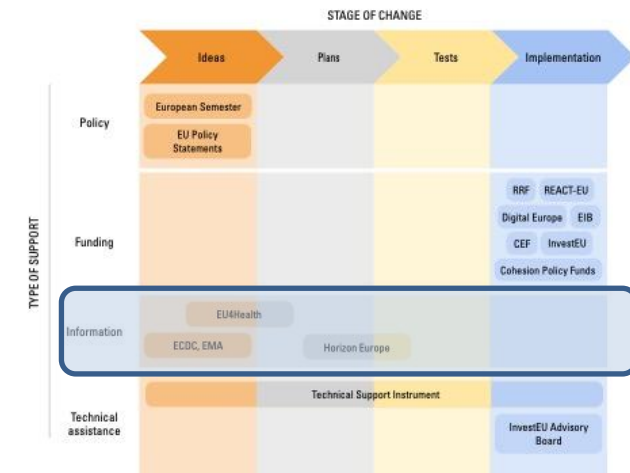 STAGE OF CHANGE
Ideas
Plans
Tests
Implementation
TYPE OF SUPPORT
Policy
European Semester
EU Policy
Statements
Funding
RRF
REACT-EU
Digital Europe
EIB
CEF
InvestEU
Cohesion Policy Funds
Information
EU4Health
ECDC, EMA
Horizon Europe
Technical
assistance
Technical Support Instrument
InvestEU Advisory
Board